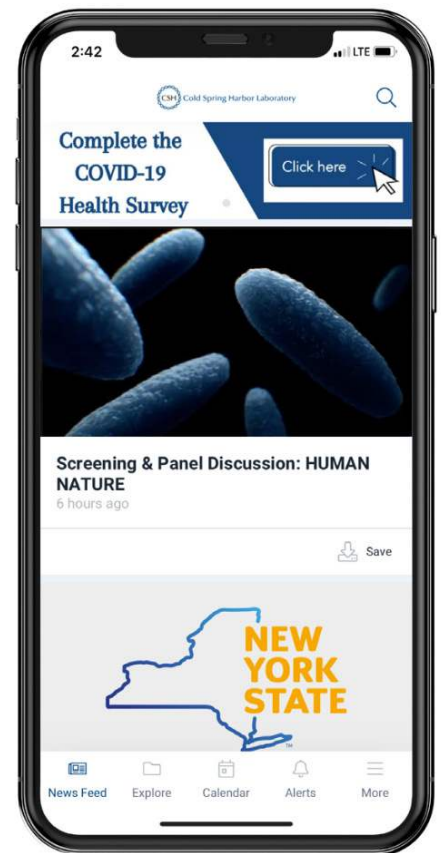 2:42
LTE
CSH Cold Spring Harbor Laboratory
Complete the
COVID-19
Health Survey
Click here
Screening & Panel Discussion: HUMAN
NATURE
6 hours ago
Save
NEW
YORK
STATE
TM
News Feed
Explore
Calendar
Alerts
More